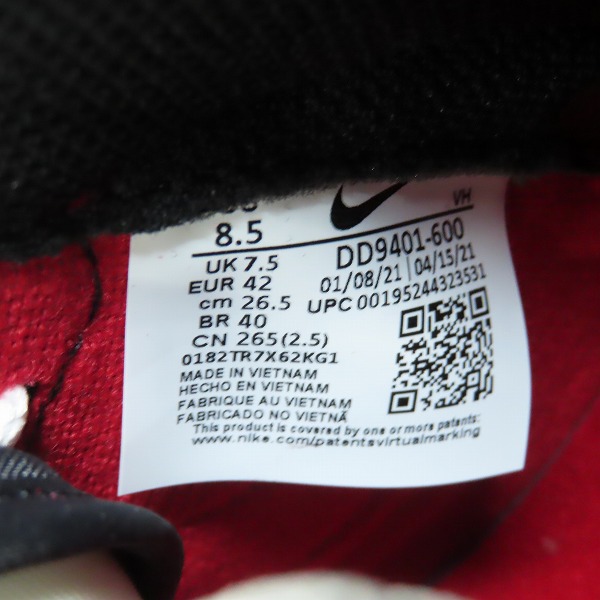 8.5
UK 7.5
EUR 42
cm 26.5
BR 40
CN 265(2.5)
0182TR7X62KG1
VH
DD9401-600
01/08/21 | 04/15/21
UPC 00195244323531
MADE IN VIETNAM
HECHO EN VIETNAM
FABRIQUE AU VIETNAM
FABRICADO NO VIETNÃ
This product is covered by one or more patents:
www.nike.com/patentsvirtualmarking